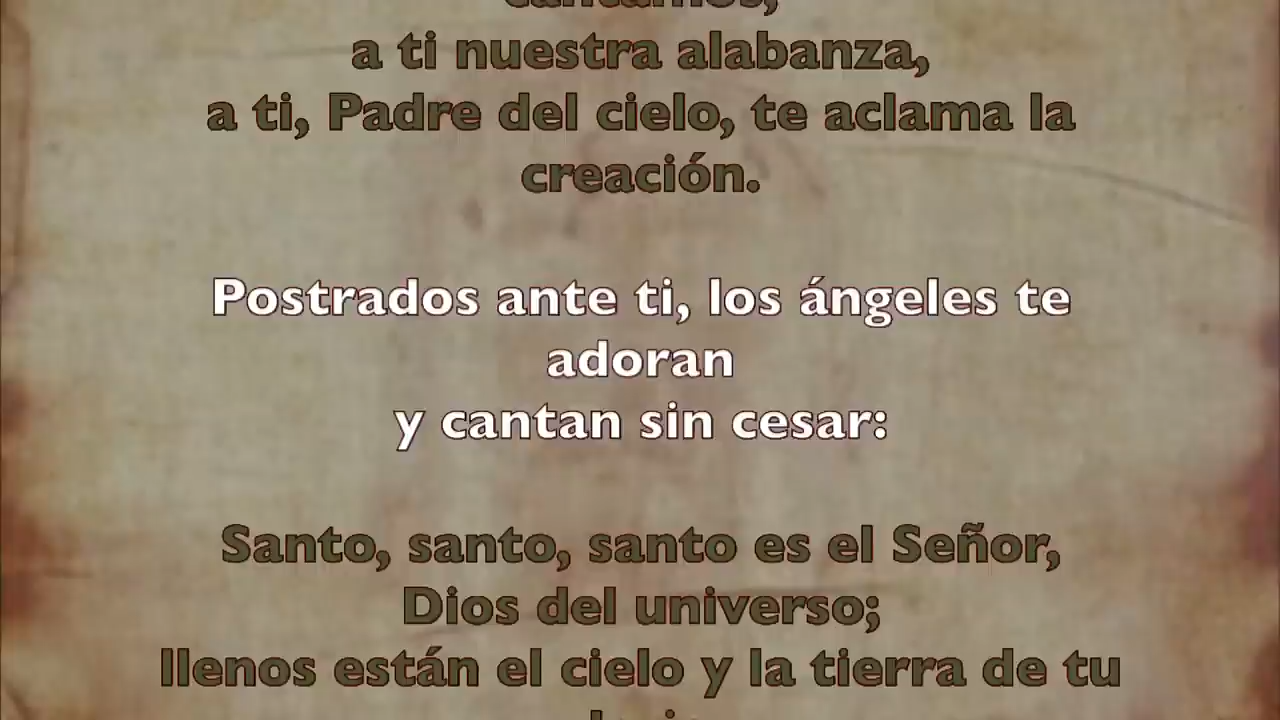 cantamos,
a ti nuestra alabanza,
a ti, Padre del cielo, te aclama la
creación.
Postrados ante ti, los ángeles te
adoran
y cantan sin cesar:
Santo, santo, santo es el Señor,
Dios del universo;
llenos están el cielo y la tierra de tu